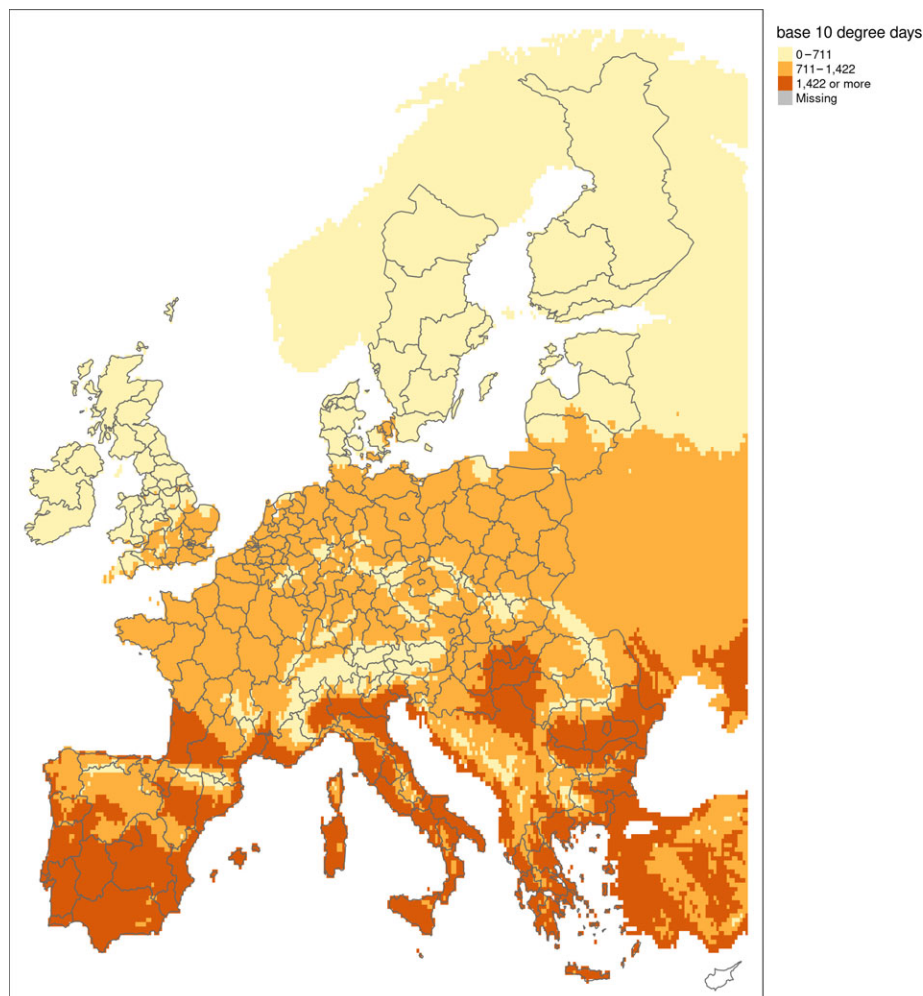 base 10 degree days
0–711
711–1,422
1,422 or more
Missing